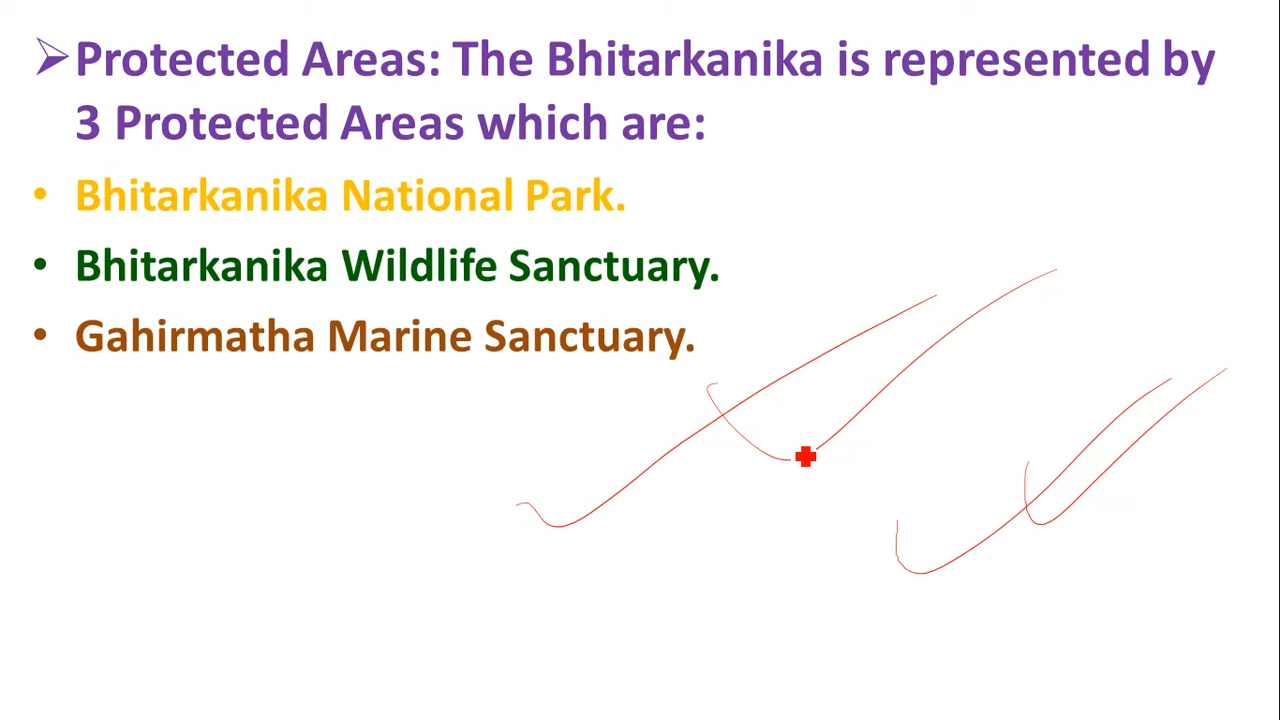 Protected Areas: The Bhitarkanika is represented by
3 Protected Areas which are:
• Bhitarkanika National Park.
• Bhitarkanika Wildlife Sanctuary.
• Gahirmatha Marine Sanctuary.